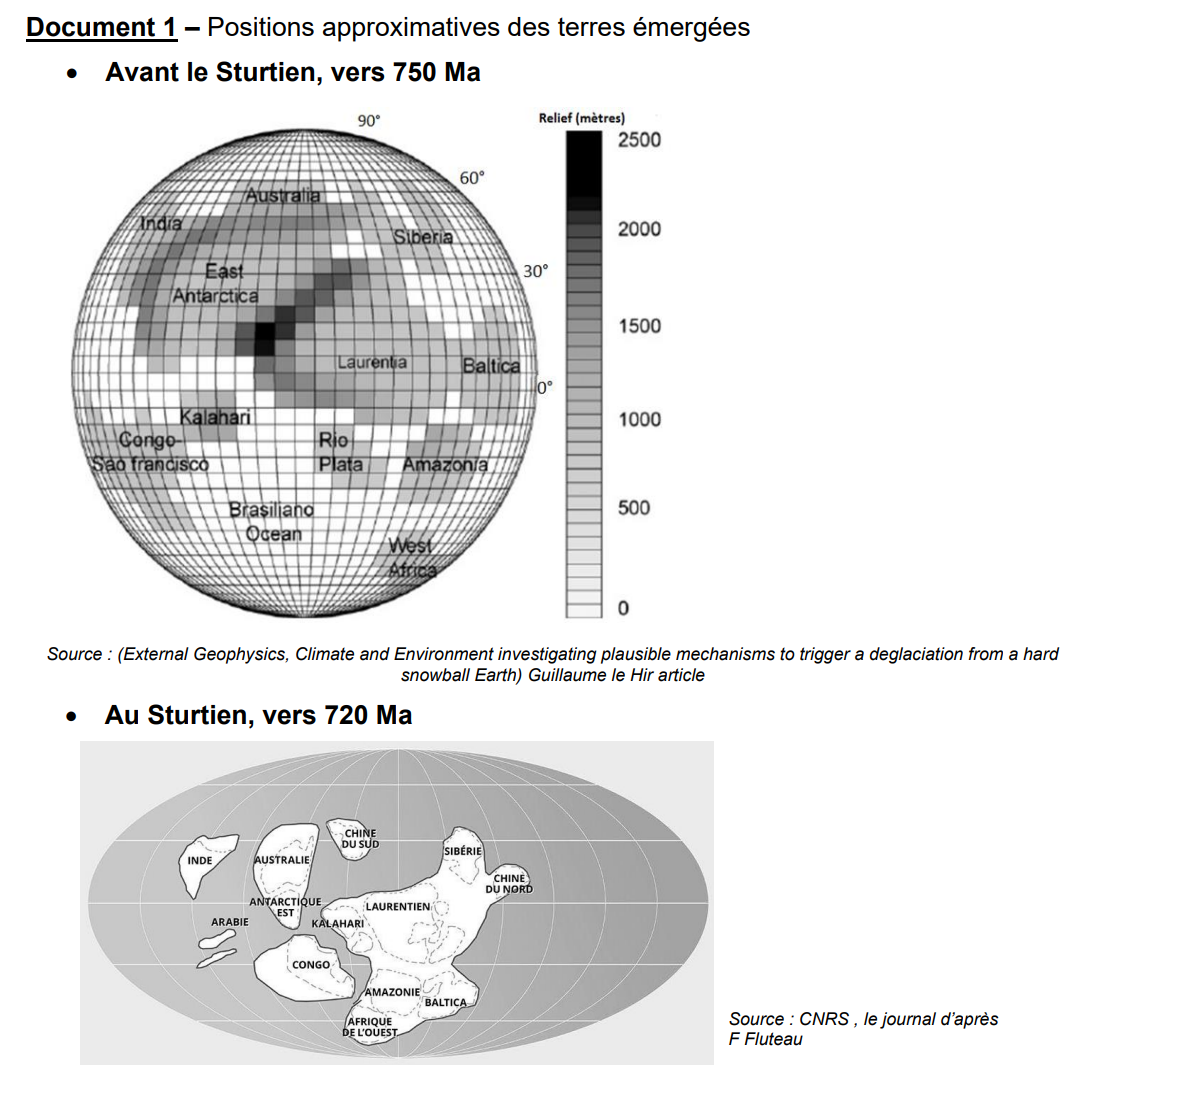 Document 1 – Positions approximatives des terres émergées
• Avant le Sturtien, vers 750 Ma
90°
Relief (mètres)
2500
60°
Australia
India
Siberia
2000
East
30°
Antarctica
1500
Laurentia
Baltica
0°
Kalahari
1000
Congo-
Rio
Sao francisco
Plata
Amazonia
Brasiliano
500
Ocean
West
Africa
0
Source : (External Geophysics, Climate and Environment investigating plausible mechanisms to trigger a deglaciation from a hard
snowball Earth) Guillaume le Hir article
• Au Sturtien, vers 720 Ma
CHINE
DU SUD
INDE
AUSTRALIE
SIBÉRIE
CHINE
DU NORD
ANTARCTIQUE
EST
LAURENTIEN
ARABIE
KALAHARI
CONGO
AMAZONIE
BALTICA
AFRIQUE
DE L'OUEST
Source : CNRS , le journal d’après
F Fluteau